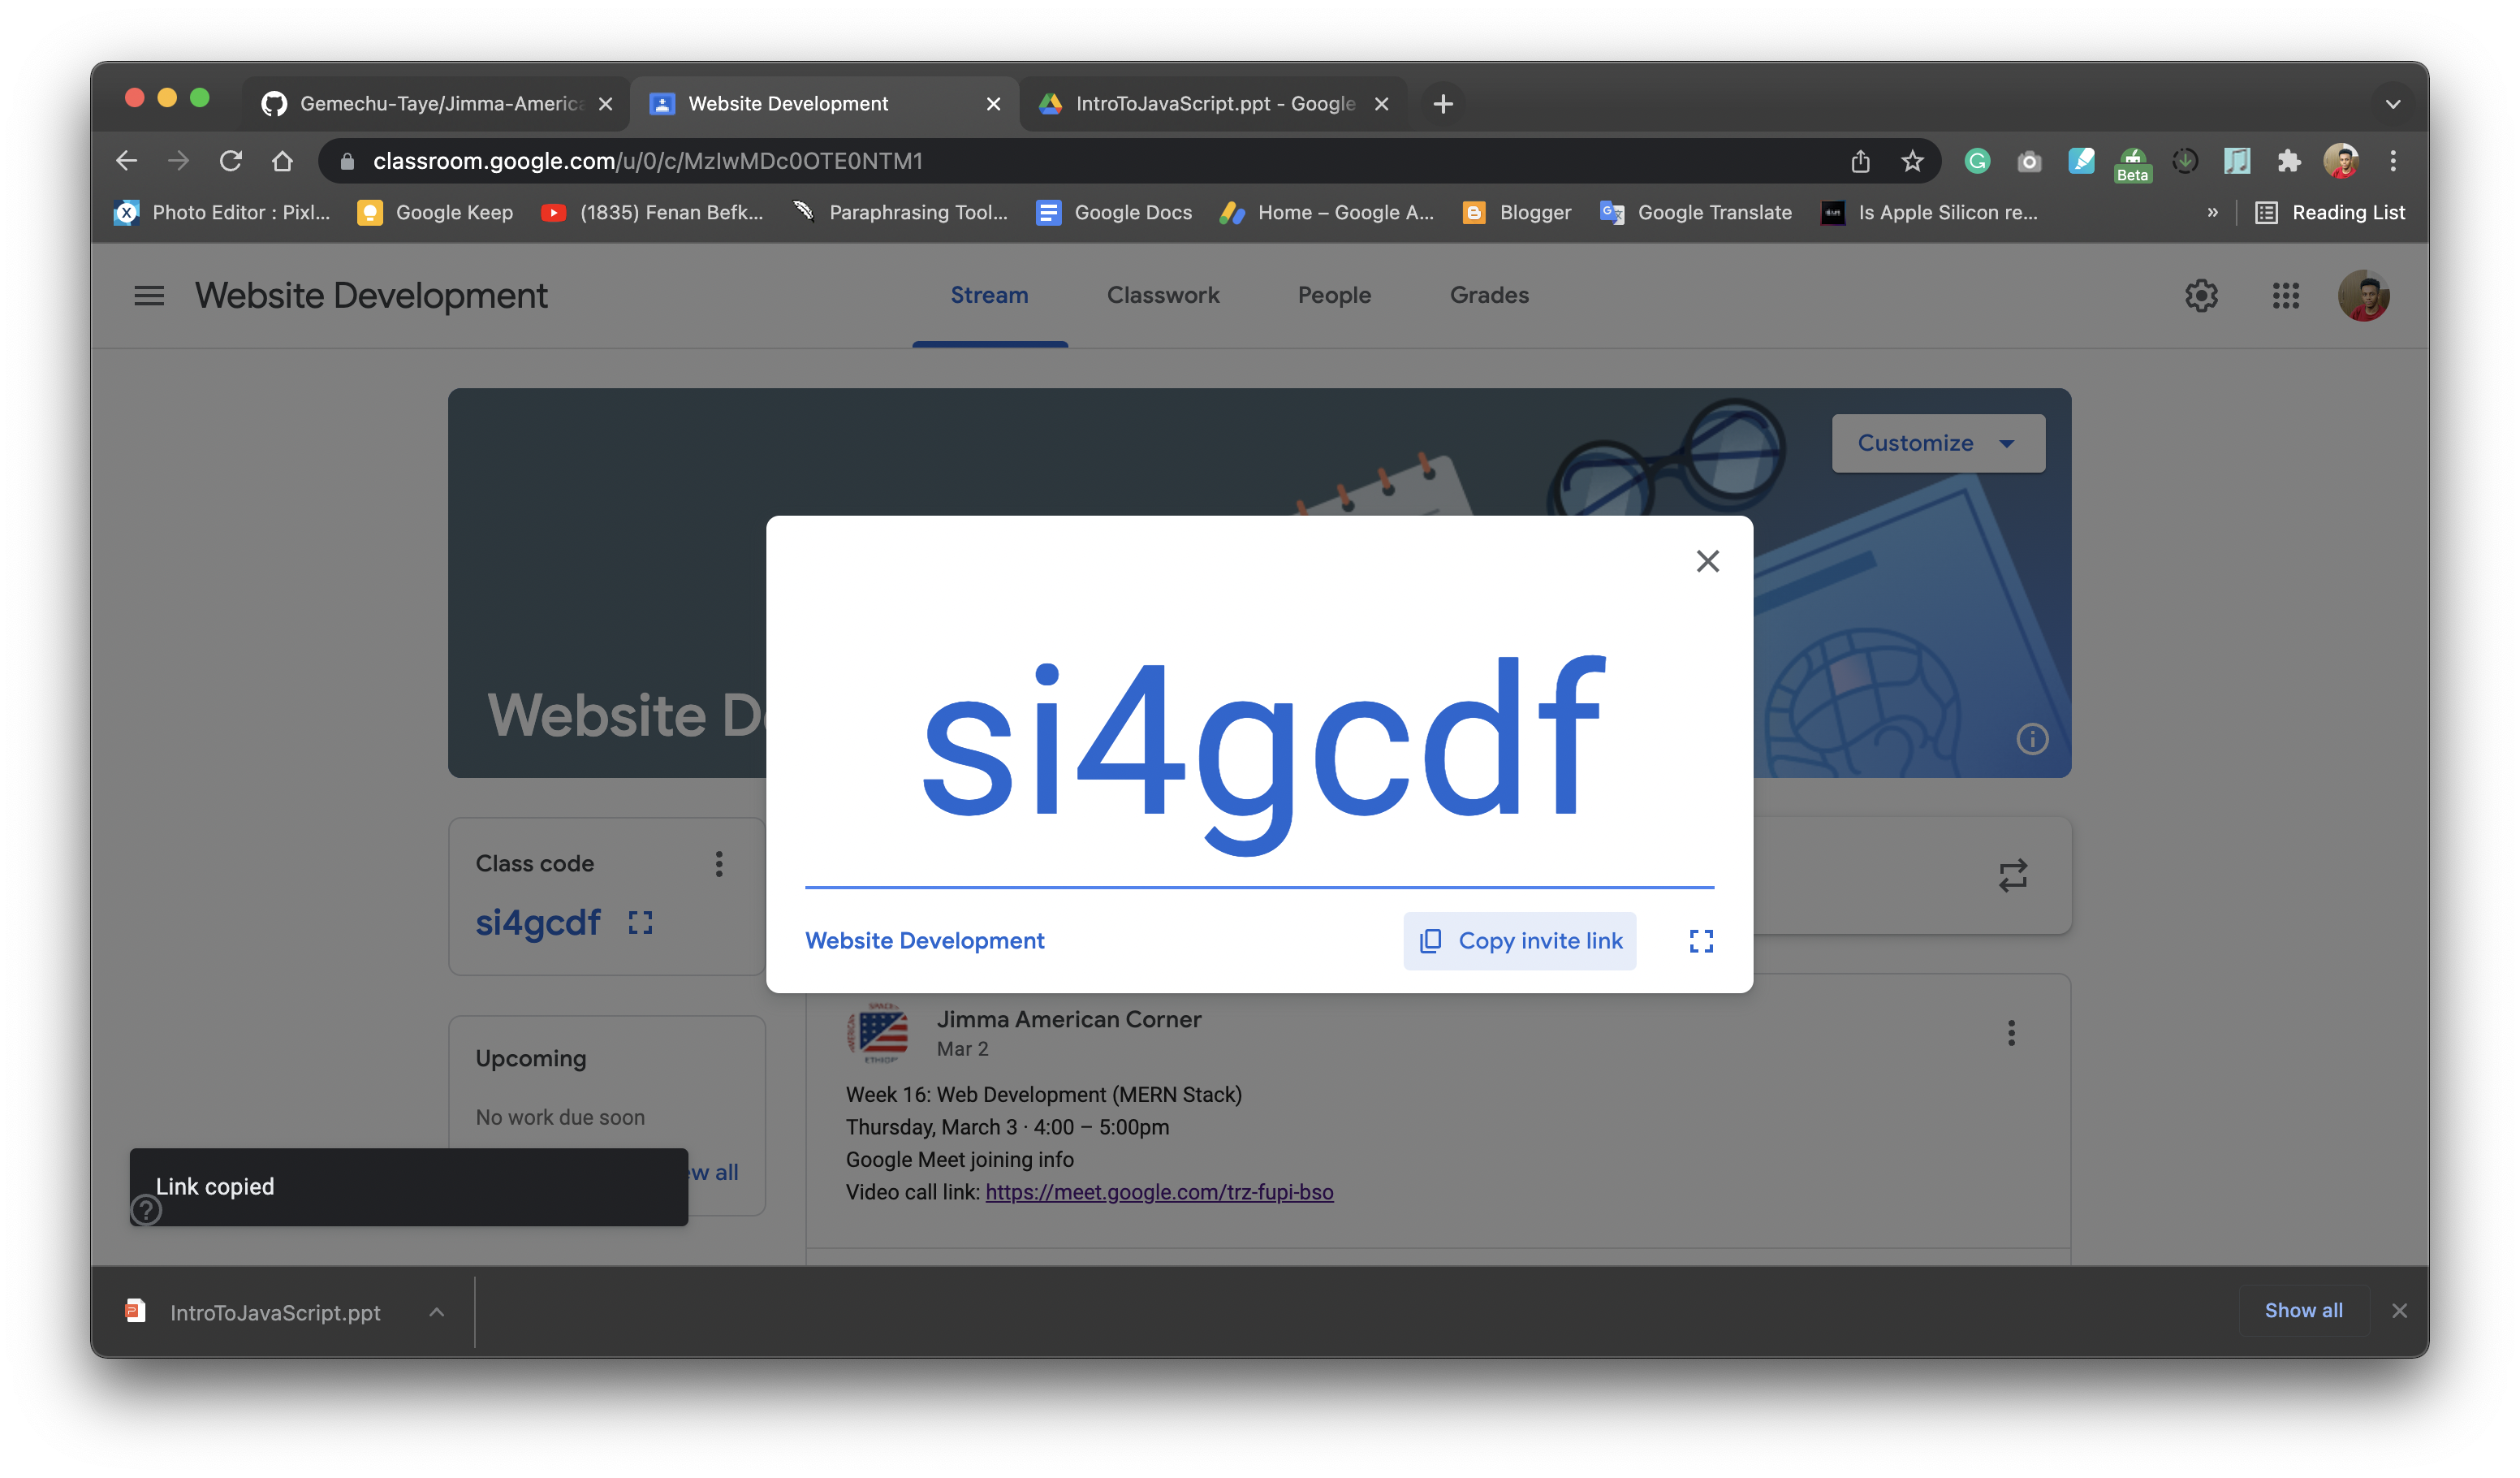 Gemechu-Taye/Jimma-America
Website Development
IntroToJavaScript.ppt - Google
classroom.google.com/u/0/c/MzIwMDc0OTE0NTM1
Beta
Photo Editor : Pixl...
Google Keep
(1835) Fenan Befk...
Paraphrasing Tool...
Google Docs
Home – Google A...
Blogger
Google Translate
Is Apple Silicon re...
»
Reading List
Website Development
Stream
Classwork
People
Grades
Customize
Website De
si4gcdf
Website Development
Copy invite link
Class code
si4gcdf
Upcoming
No work due soon
ew all
Jimma American Corner
Mar 2
Week 16: Web Development (MERN Stack)
Thursday, March 3 · 4:00 – 5:00pm
Google Meet joining info
Video call link: https://meet.google.com/trz-fupi-bso
Link copied
IntroToJavaScript.ppt
Show all